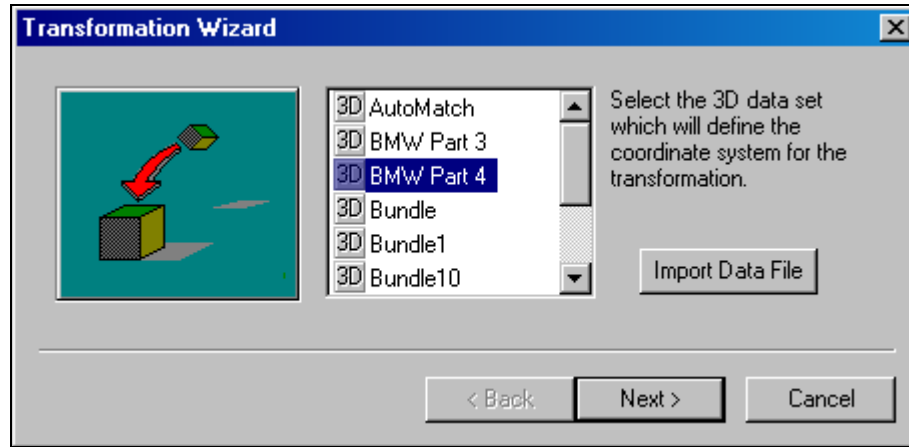 Transformation Wizard
3D AutoMatch
3D BMW Part 3
3D BMW Part 4
3D Bundle
3D Bundle1
3D Bundle10
Select the 3D data set
which will define the
coordinate system for the
transformation.
Import Data File
< Back
Next >
Cancel